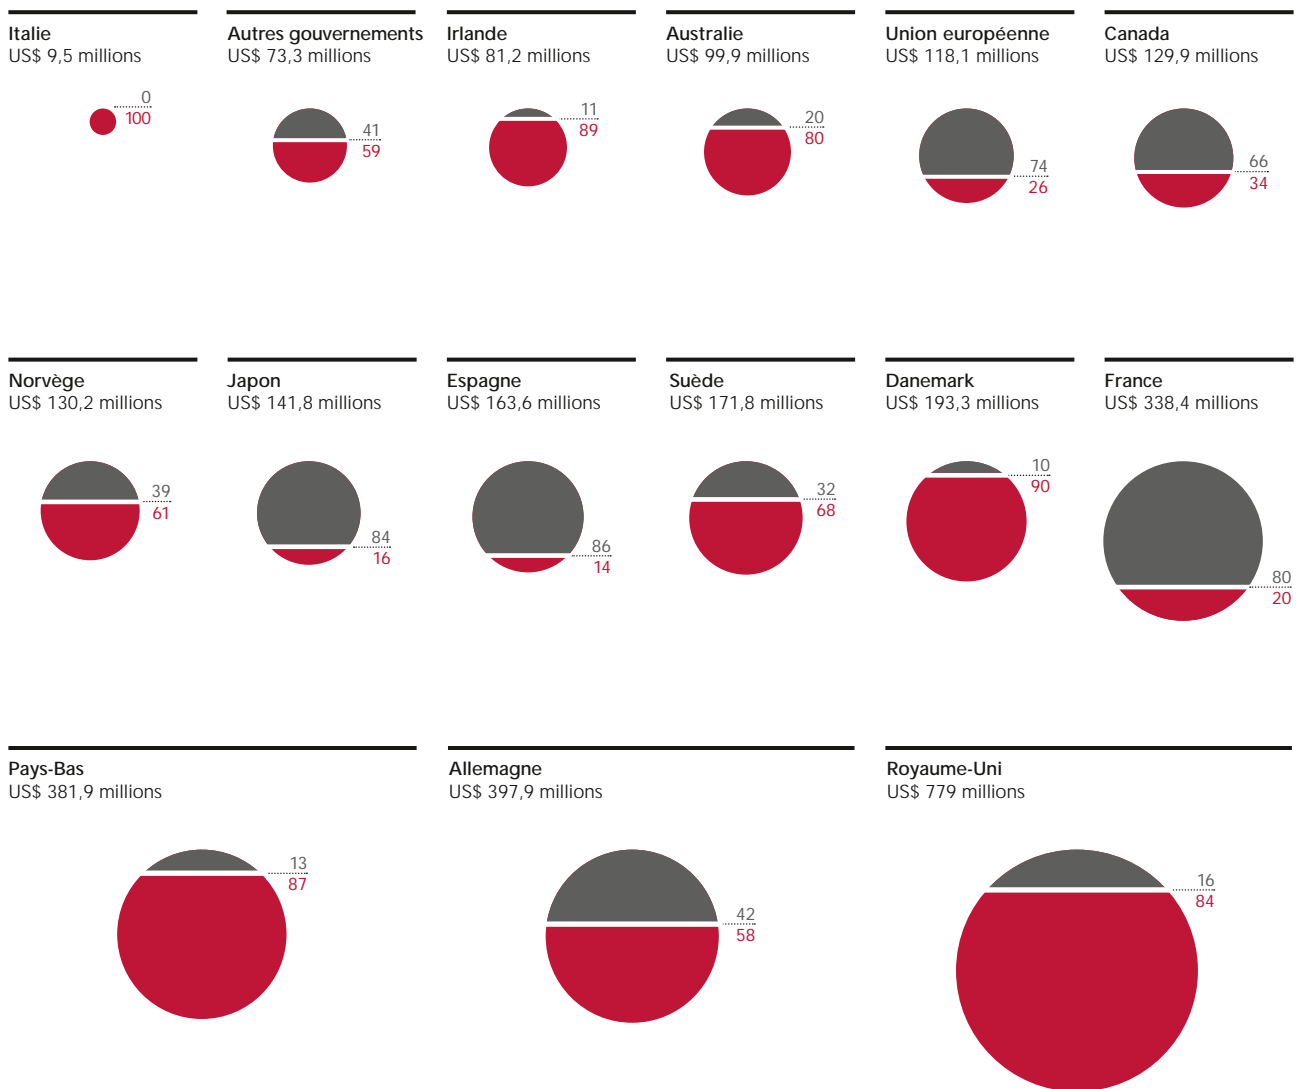 Italie
US$ 9,5 millions
0
100
Autres gouvernements
US$ 73,3 millions
41
59
Irlande
US$ 81,2 millions
11
89
Australie
US$ 99,9 millions
20
80
Union européenne
US$ 118,1 millions
74
26
Canada
US$ 129,9 millions
66
34
Norvège
US$ 130,2 millions
39
61
Japon
US$ 141,8 millions
84
16
Espagne
US$ 163,6 millions
86
14
Suède
US$ 171,8 millions
32
68
Danemark
US$ 193,3 millions
10
90
France
US$ 338,4 millions
80
20
Pays-Bas
US$ 381,9 millions
13
87
Allemagne
US$ 397,9 millions
42
58
Royaume-Uni
US$ 779 millions
16
84